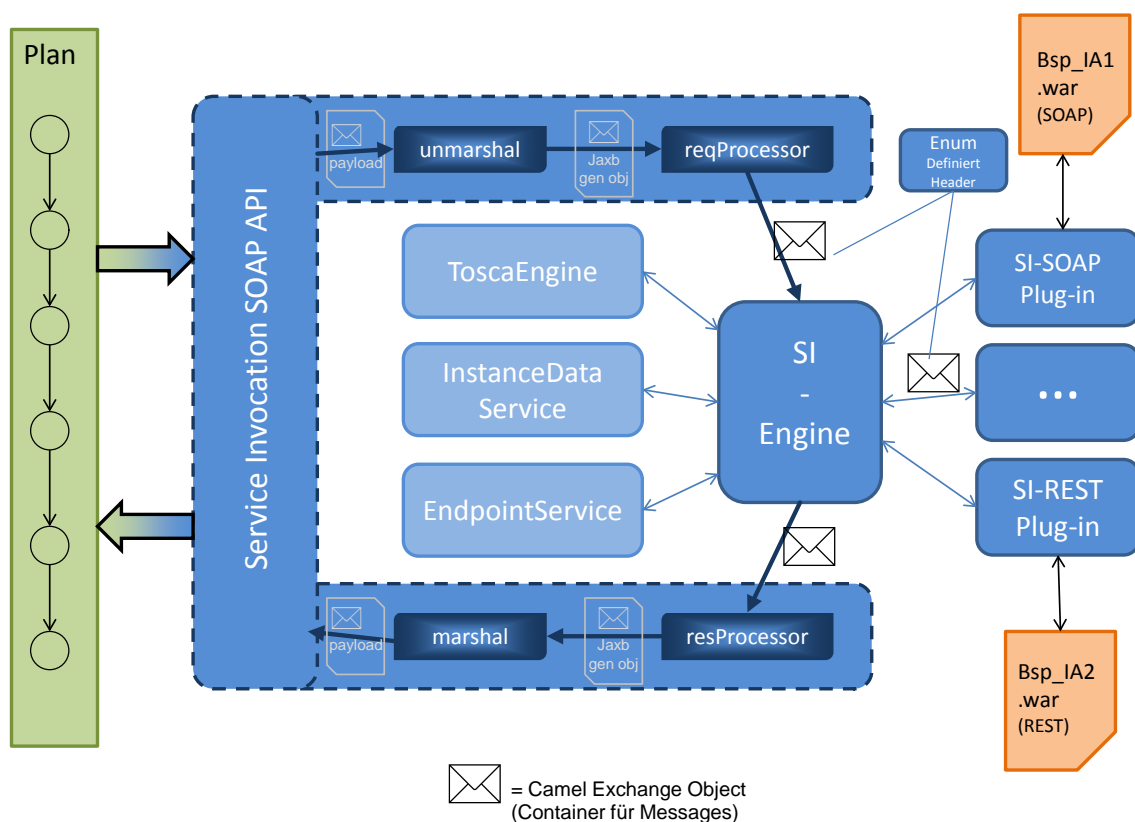 Plan
Service Invocation SOAP API
payload
unmarshal
Jaxb
gen obj
reqProcessor
Enum
Definiert
Header
Bsp_IA1
.war
(SOAP)
ToscaEngine
InstanceData
Service
EndpointService
SI
-
Engine
SI-SOAP
Plug-in
...
SI-REST
Plug-in
payload
marshal
Jaxb
gen obj
resProcessor
Bsp_IA2
.war
(REST)
= Camel Exchange Object
(Container für Messages)